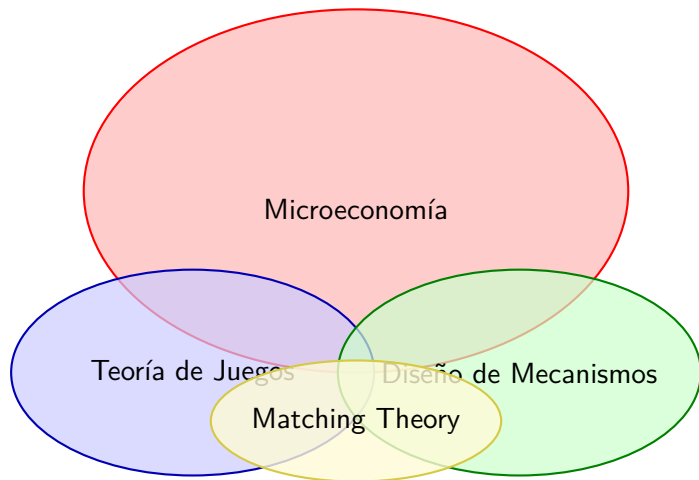 Microeconomía
Teoría de Juegos
Diseño de Mecanismos
Matching Theory